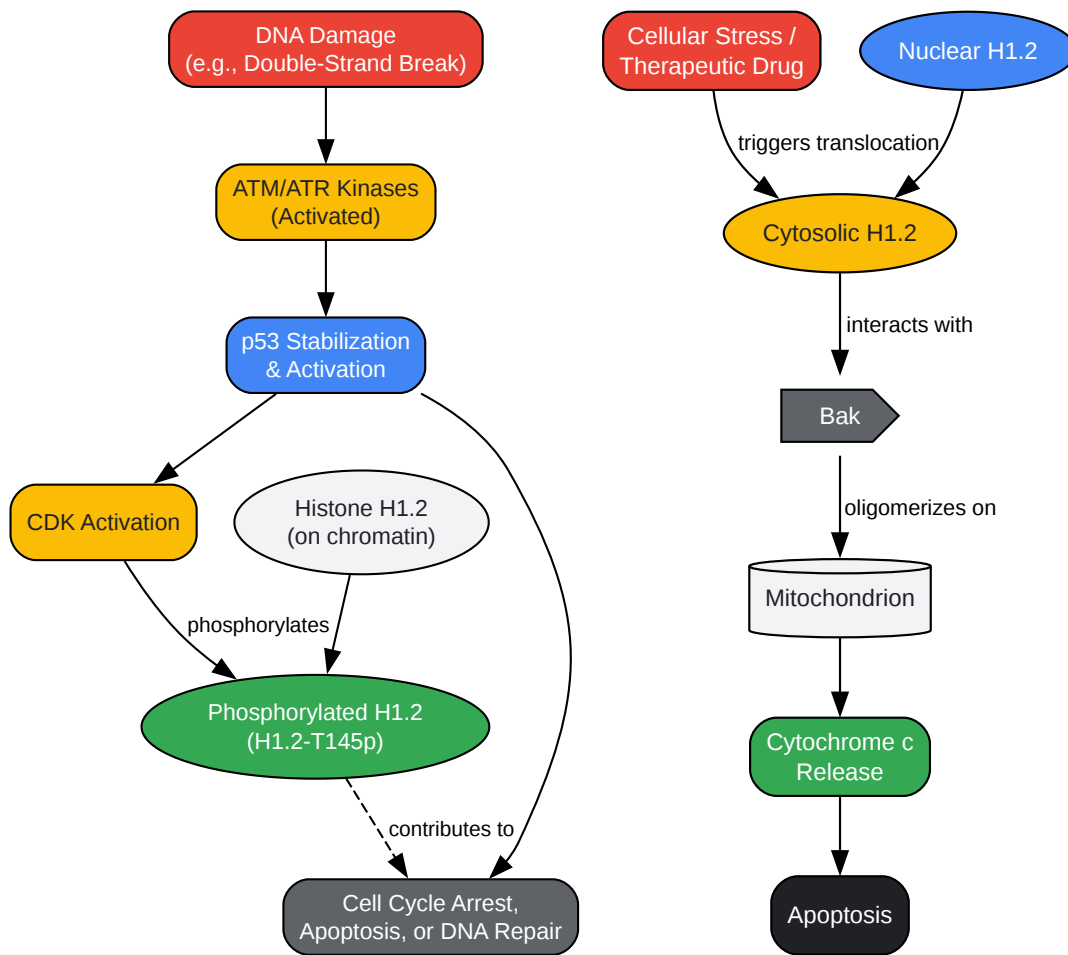 DNA Damage
(e.g., Double-Strand Break)
ATM/ATR Kinases
(Activated)
p53 Stabilization
& Activation
CDK Activation
Histone H1.2
(on chromatin)
phosphorylates
Phosphorylated H1.2
(H1.2-T145p)
contributes to
Cell Cycle Arrest,
Apoptosis, or DNA Repair
Cellular Stress /
Therapeutic Drug
Nuclear H1.2
triggers translocation
Cytosolic H1.2
interacts with
Bak
oligomerizes on
Mitochondrion
Cytochrome c
Release
Apoptosis